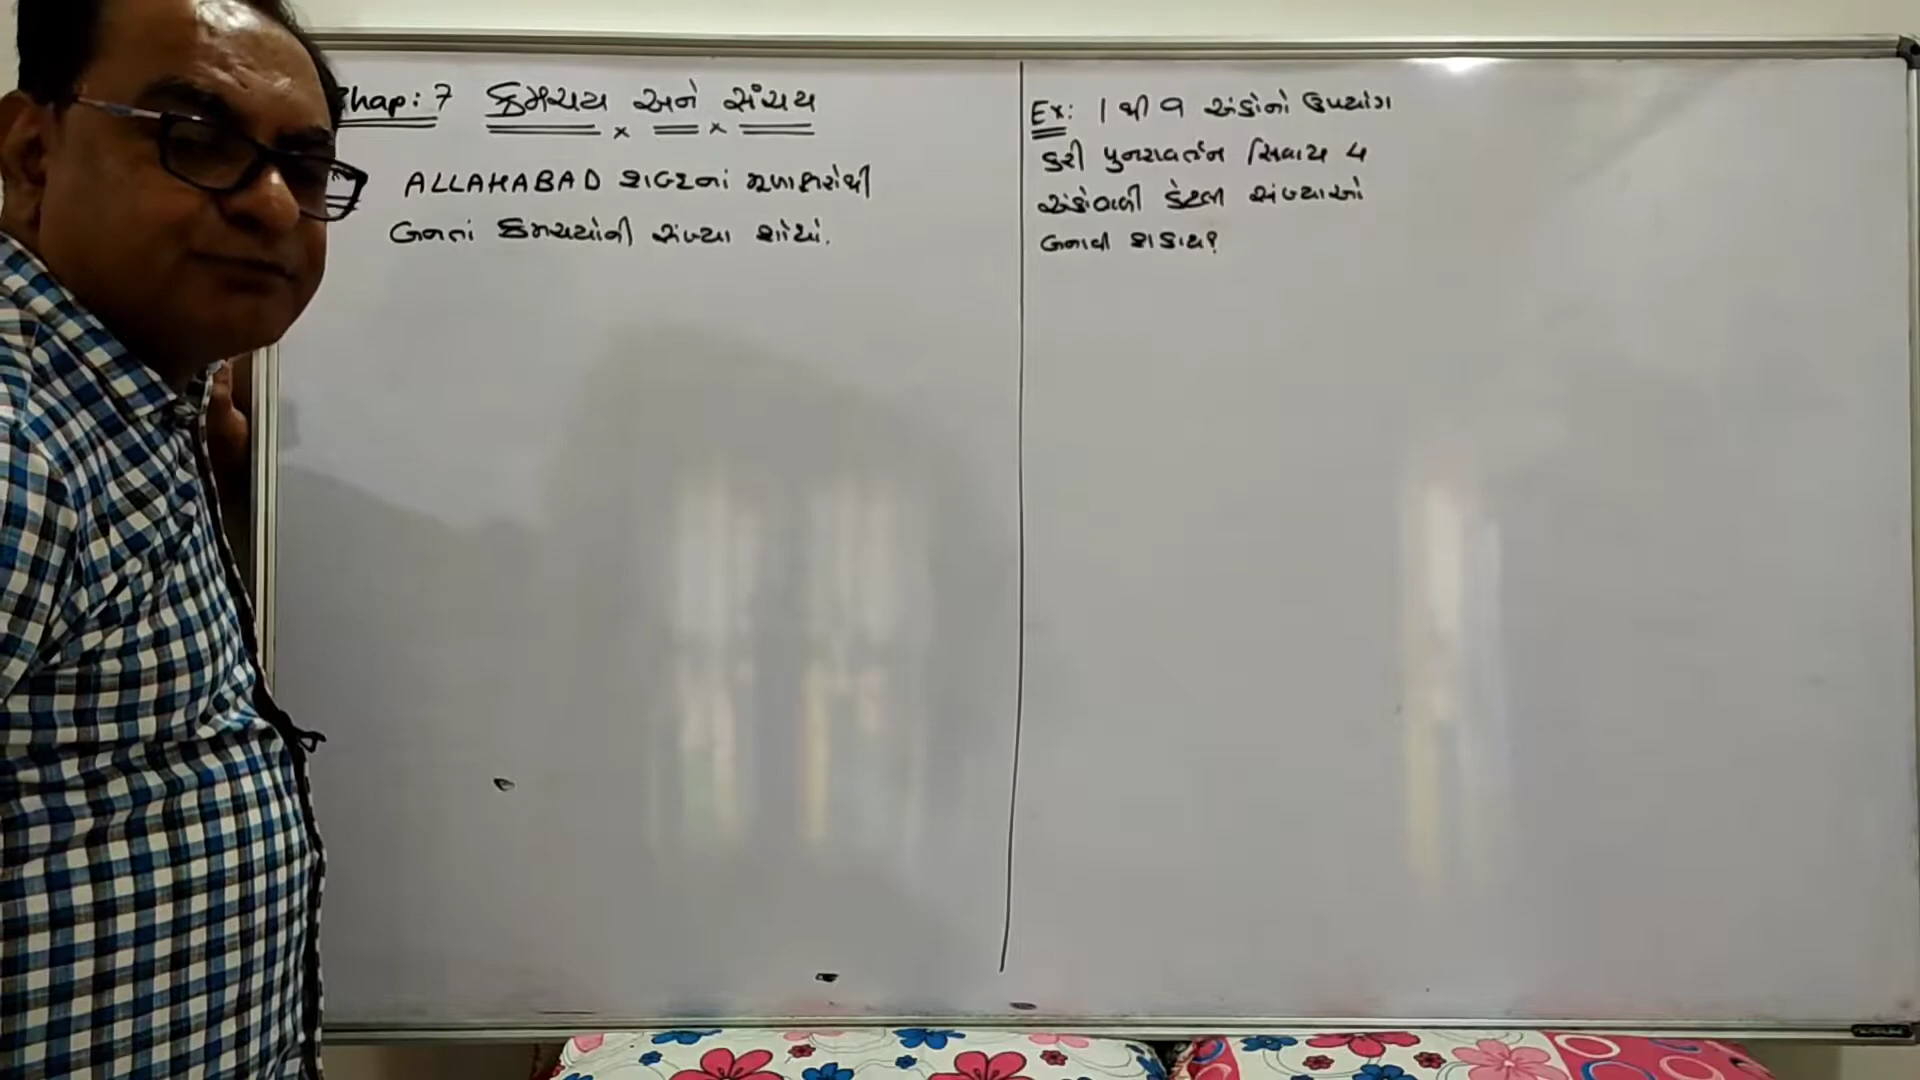 Chap: 7 ક્રમચય અને સંચય
ALLAHABAD શબ્દનાં મૂળાક્ષરોથી
બનતાં ક્રમચયોની સંખ્યા શોધો.
Ex: 1 થી 9 અંકોનો ઉપયોગ
કરી પુનરાવર્તન સિવાય 4
અંકોવાળી કેટલી સંખ્યાઓ
બનાવી શકાય?